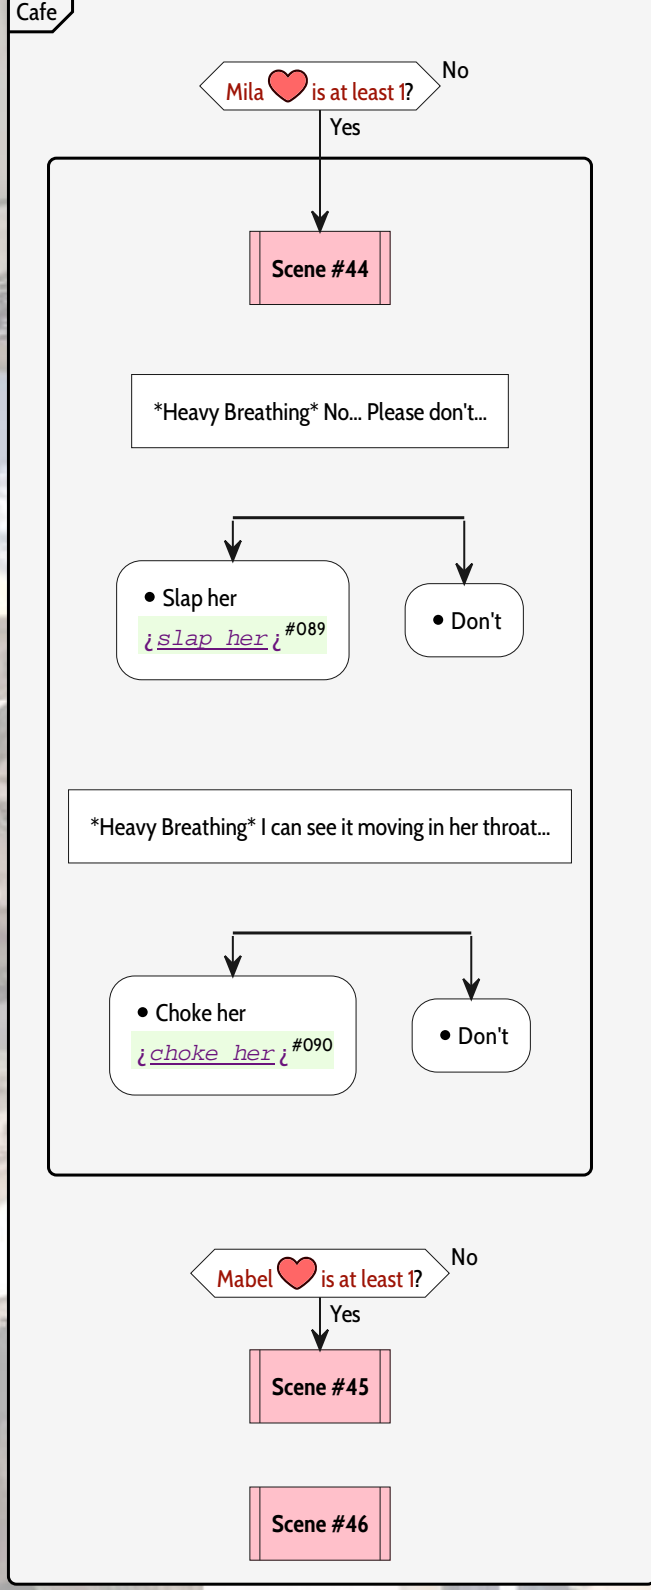 Cafe
Mila is at least 1?
No
Yes
Scene #44
*Heavy Breathing* No... Please don't...
• Slap her
¿slap her¿#089
• Don't
*Heavy Breathing* I can see it moving in her throat...
• Choke her
¿choke her¿#090
• Don't
Mabel is at least 1?
No
Yes
Scene #45
Scene #46